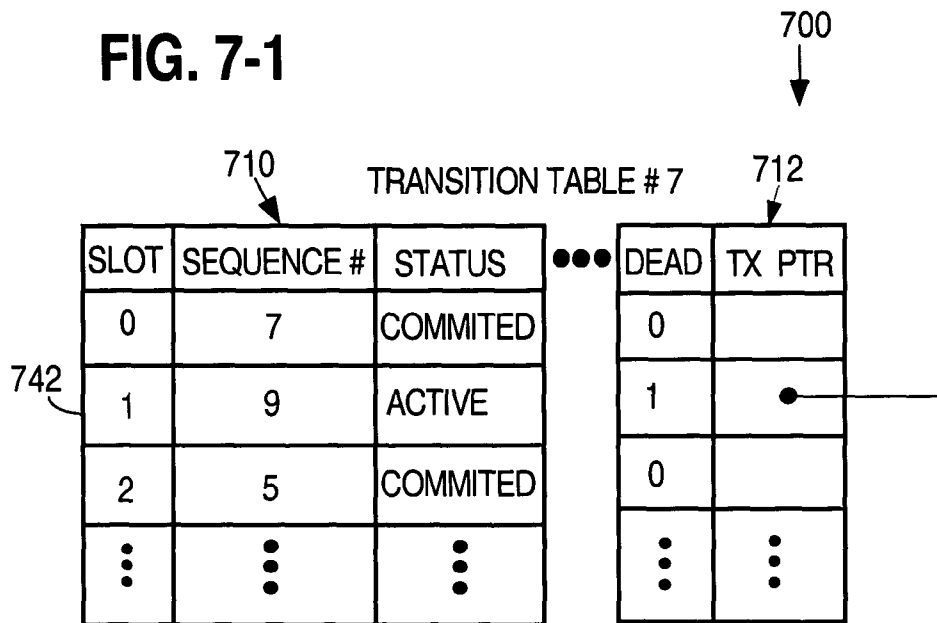 FIG. 7-1
700
710
TRANSITION TABLE # 7
712
SLOT SEQUENCE # STATUS ●●● DEAD TX PTR
0 7 COMMITED 0
742
1 9 ACTIVE 1
2 5 COMMITED 0